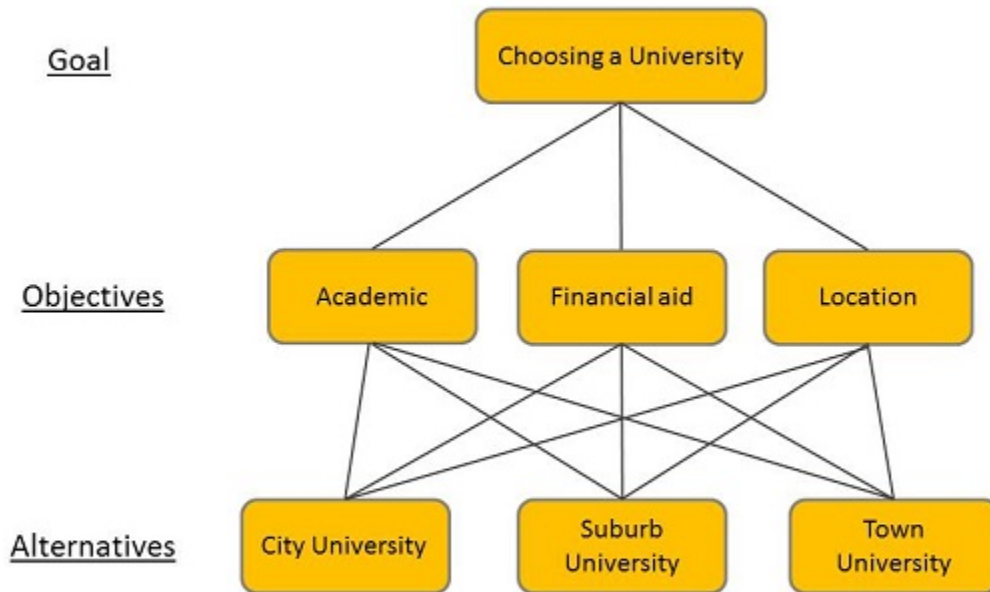 Goal
Choosing a University
Objectives
Academic
Financial aid
Location
Alternatives
City University
Suburb
University
Town
University